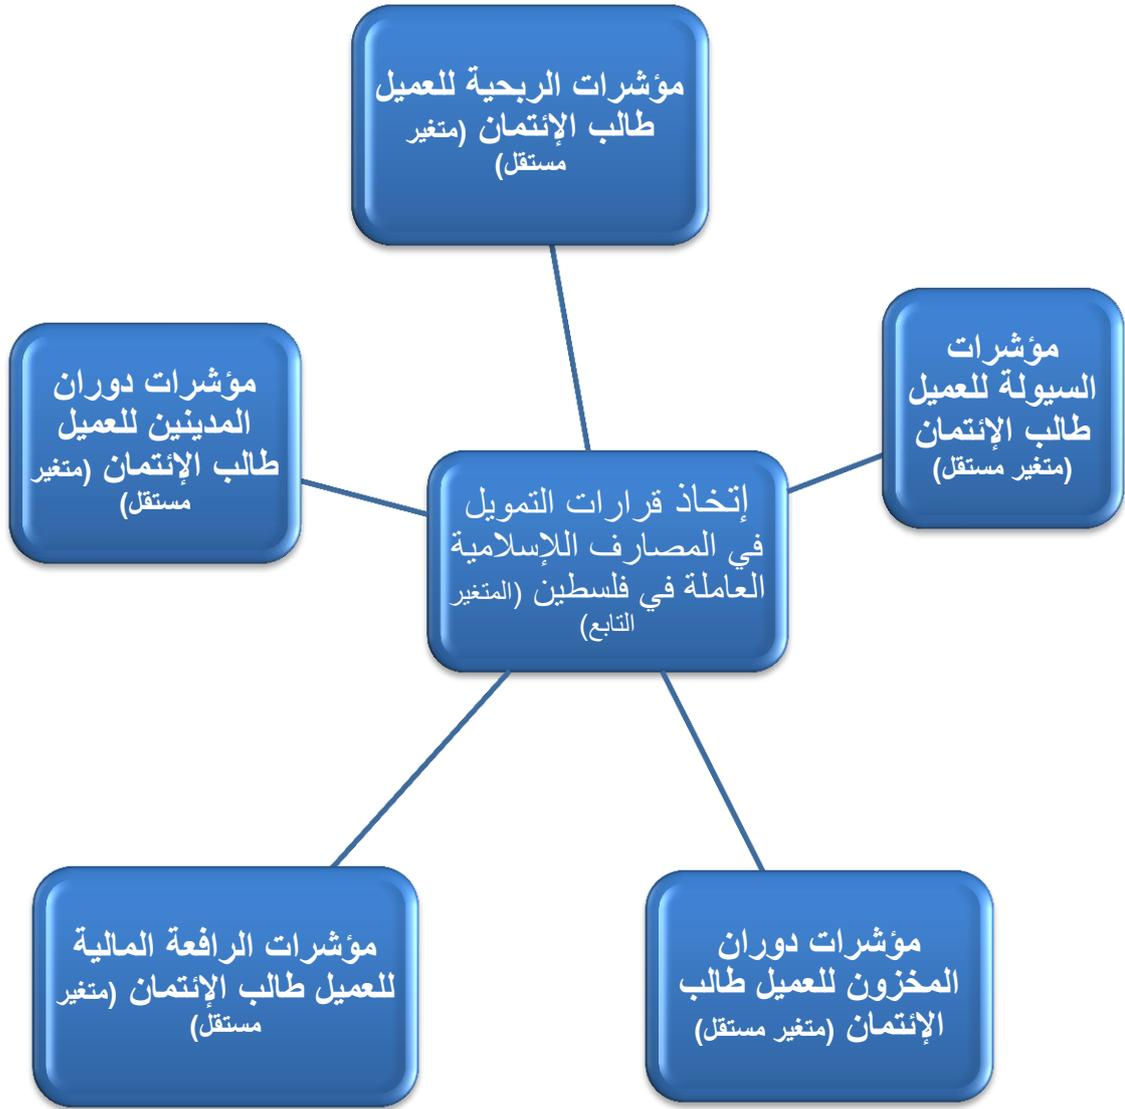 مؤشرات الربحية للعميل
طالب الإئتمان (متغير
مستقل)
مؤشرات
السيولة للعميل
طالب الإئتمان
(متغير مستقل)
مؤشرات دوران
المدينين للعميل
طالب الإئتمان (متغير
مستقل)
إتخاذ قرارات التمويل
في المصارف اللإسلامية
العاملة في فلسطين (المتغير
التابع)
مؤشرات دوران
المخزون للعميل طالب
الإئتمان (متغير مستقل)
مؤشرات الرافعة المالية
للعميل طالب الإئتمان (متغير
مستقل)